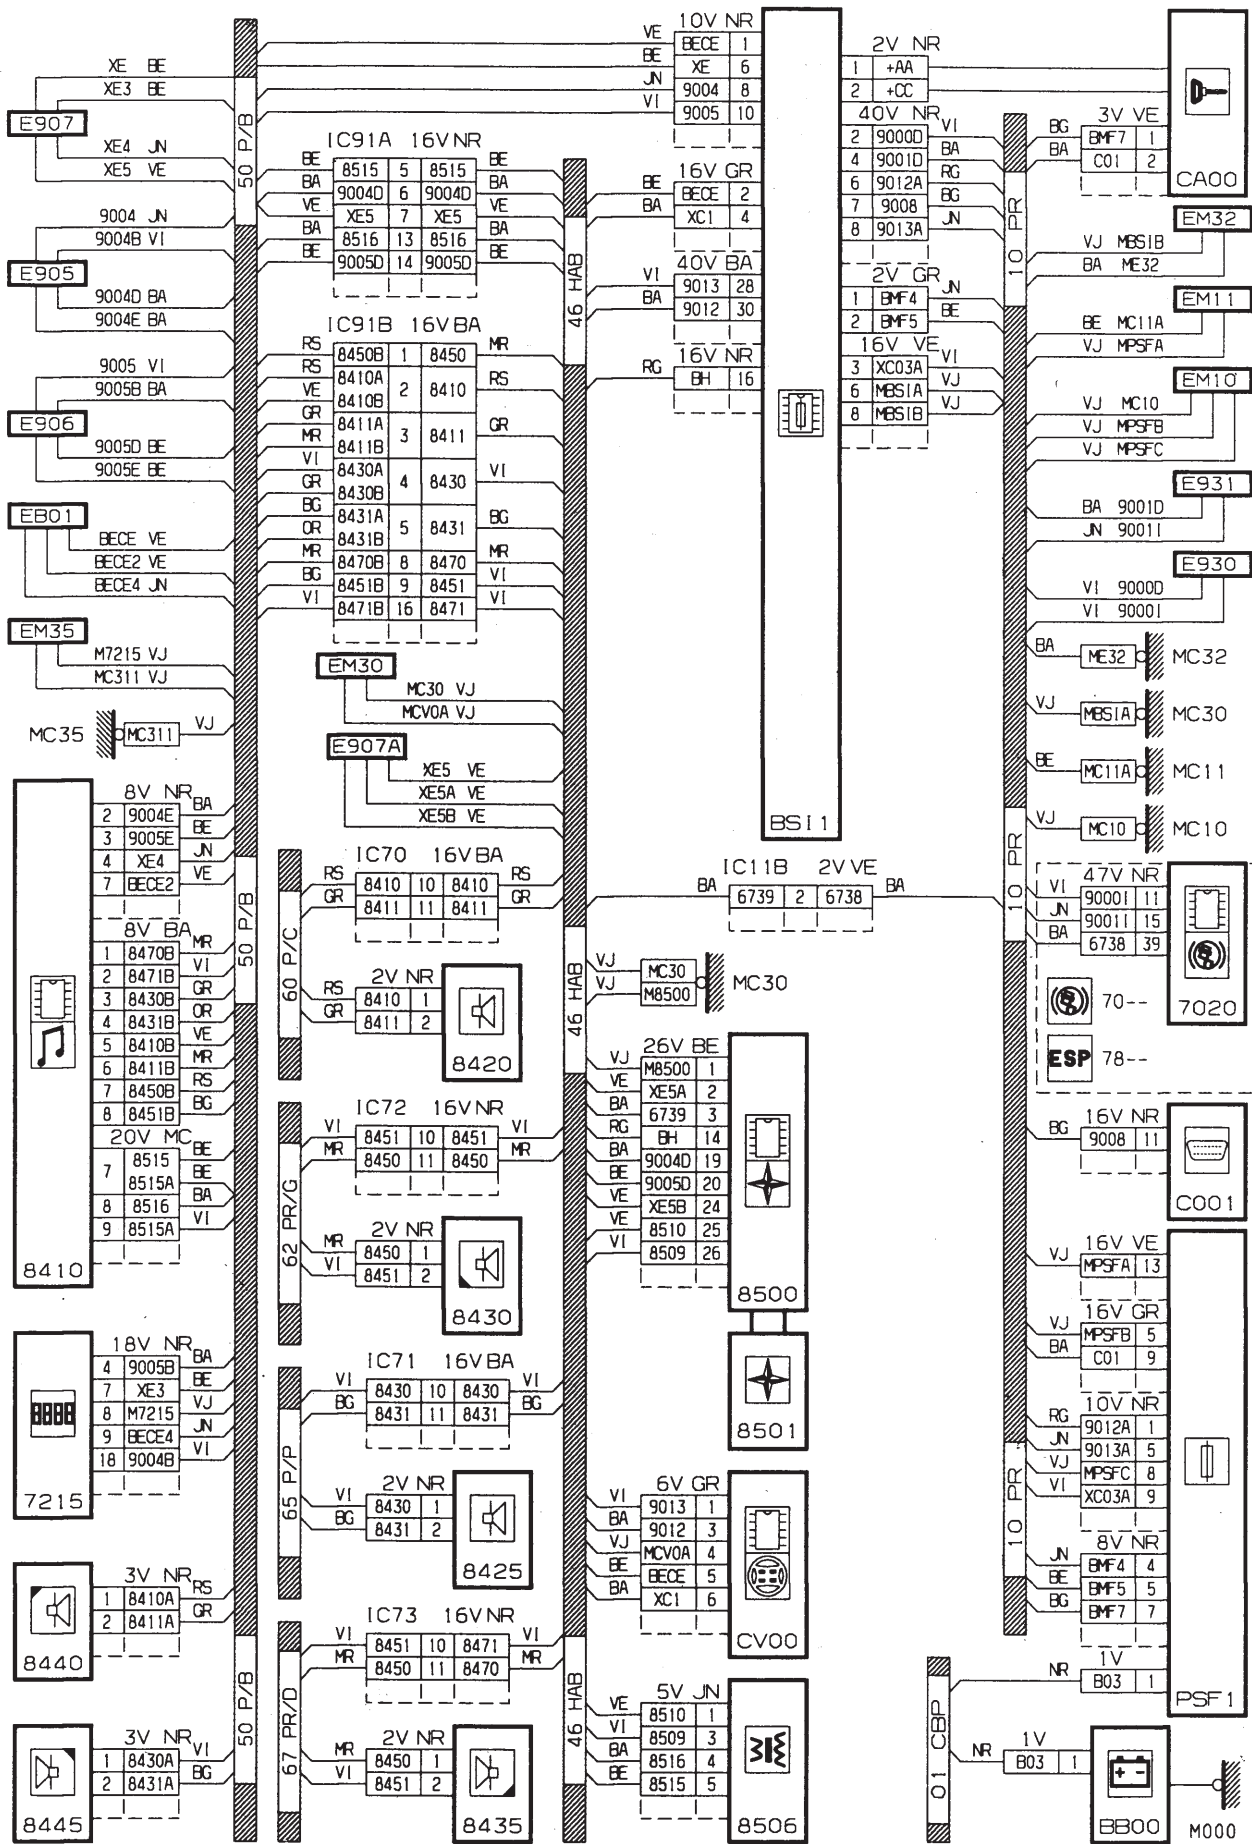 XE BE
XE3 BE
E907
XE4 JN
XE5 VE
9004 JN
9004B VI
E905
9004D BA
9004E BA
9005 VI
9005B BA
E906
9005D BE
9005E BE
EB01
BECE VE
BECE2 VE
BECE4 JN
EM35
M7215 VJ
MC311 VJ
MC35 MC311 VJ
8V NR
2 9004E BA
3 9005E BE
4 XE4 JN
7 BECE2 VE
8V BA
1 8470B MR
2 8471B VI
3 8430B GR
4 8431B OR
5 8410B VE
6 8411B MR
7 8450B RS
8 8451B BG
20V MC
7 8515 BE
8515A BE
8 8516 BA
9 8515A VI
8410
18V NR
4 9005B BA
7 XE3 BE
8 M7215 VJ
9 BECE4 JN
18 9004B VI
7215
3V NR
1 8410A RS
2 8411A GR
8440
3V NR
1 8430A VI
2 8431A BG
8445
50 P/B
50 P/B
50 P/B
IC91A 16V NR
BE 8515 5 8515 BE
BA 9004D 6 9004D BA
VE XE5 7 XE5 VE
BA 8516 13 8516 BA
BE 9005D 14 9005D BE
IC91B 16V BA
RS 8450B 1 8450 MR
RS 8410A 2 8410 RS
VE 8410B
GR 8411A 3 8411 GR
MR 8411B
VI 8430A 4 8430 VI
GR 8430B
BG 8431A 5 8431 BG
OR 8431B
MR 8470B 8 8470 MR
BG 8451B 9 8451 VI
VI 8471B 16 8471 VI
EM30
MC30 VJ
MCV0A VJ
E907A
XE5 VE
XE5A VE
XE5B VE
60 P/C
IC70 16V BA
RS 8410 10 8410 RS
GR 8411 11 8411 GR
2V NR
RS 8410 1
GR 8411 2
8420
62 PR/G
IC72 16V NR
VI 8451 10 8451 VI
MR 8450 11 8450 MR
2V NR
MR 8450 1
VI 8451 2
8430
65 P/P
IC71 16V BA
VI 8430 10 8430 VI
BG 8431 11 8431 BG
2V NR
VI 8430 1
BG 8431 2
8425
67 PR/D
IC73 16V NR
VI 8451 10 8471 VI
MR 8450 11 8470 MR
2V NR
MR 8450 1
VI 8451 2
8435
46 HAB
46 HAB
46 HAB
10V NR
VE BECE 1
BE XE 6
JN 9004 8
VI 9005 10
16V GR
BE BECE 2
BA XC1 4
40V BA
VI 9013 28
BA 9012 30
16V NR
RG BH 16
2V NR
1 +AA
2 +CC
40V NR
2 9000D VI
4 9001D BA
6 9012A RG
7 9008 BG
8 9013A JN
2V GR
1 BMF4 JN
2 BMF5 BE
16V VE
3 XC03A VI
6 MBSIA VJ
8 MBSIB VJ
BSI1
IC11B 2V VE
BA 6739 2 6738 BA
VJ MC30
VJ M8500
MC30
26V BE
VJ M8500 1
VE XE5A 2
BA 6739 3
RG BH 14
BA 9004D 19
BE 9005D 20
VE XE5B 24
VE 8510 25
VI 8509 26
8500
8501
6V GR
VI 9013 1
BA 9012 3
VJ MCV0A 4
BE BECE 5
BA XC1 6
CV00
5V JN
VE 8510 1
VI 8509 3
BA 8516 4
BE 8515 5
8506
10 PR
10 PR
10 PR
3V VE
BG BMF7 1
BA C01 2
CA00
EM32
VJ MBSIB
BA ME32
EM11
BE MC11A
VJ MPSFA
EM10
VJ MC10
VJ MPSFB
VJ MPSFC
E931
BA 9001D
JN 9001I
E930
VI 9000D
VI 9000I
BA ME32 MC32
VJ MBSIA MC30
BE MC11A MC11
VJ MC10 MC10
47V NR
VI 9000I 11
JN 9001I 15
BA 6738 39
7020
70--
ESP 78--
16V NR
BG 9008 11
C001
16V VE
VJ MPSFA 13
16V GR
VJ MPSFB 5
BA C01 9
10V NR
RG 9012A 1
JN 9013A 5
VJ MPSFC 8
VI XC03A 9
8V NR
JN BMF4 4
BE BMF5 5
BG BMF7 7
1V
NR B03 1
PSF1
01 CBP
1V
NR B03 1
BB00
M000